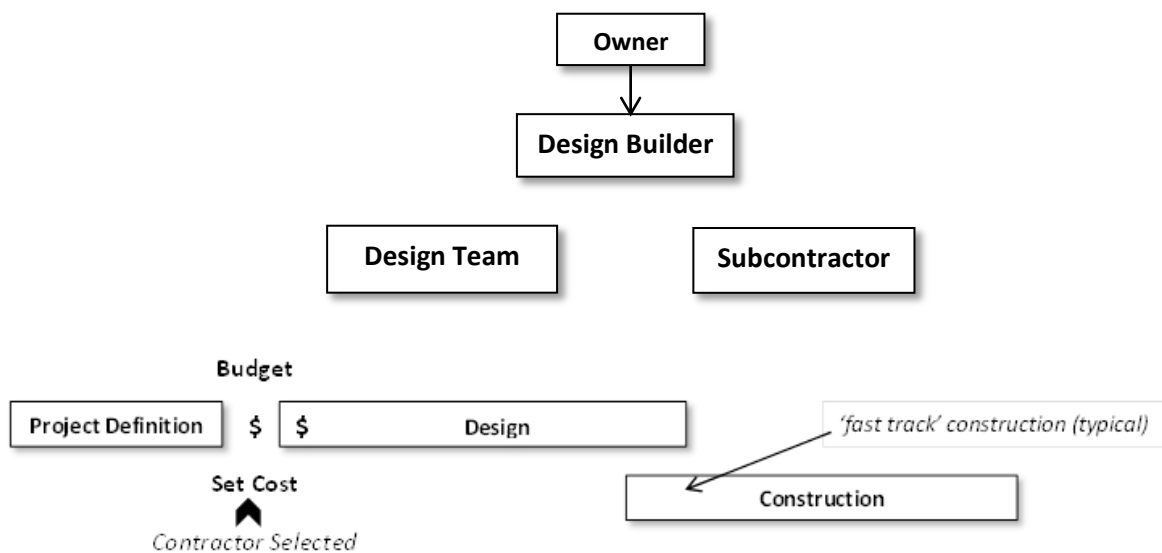 Owner
Design Builder
Design Team
Subcontractor
Budget
Project Definition
$
$
Design
'fast track' construction (typical)
Set Cost
Construction
Contractor Selected